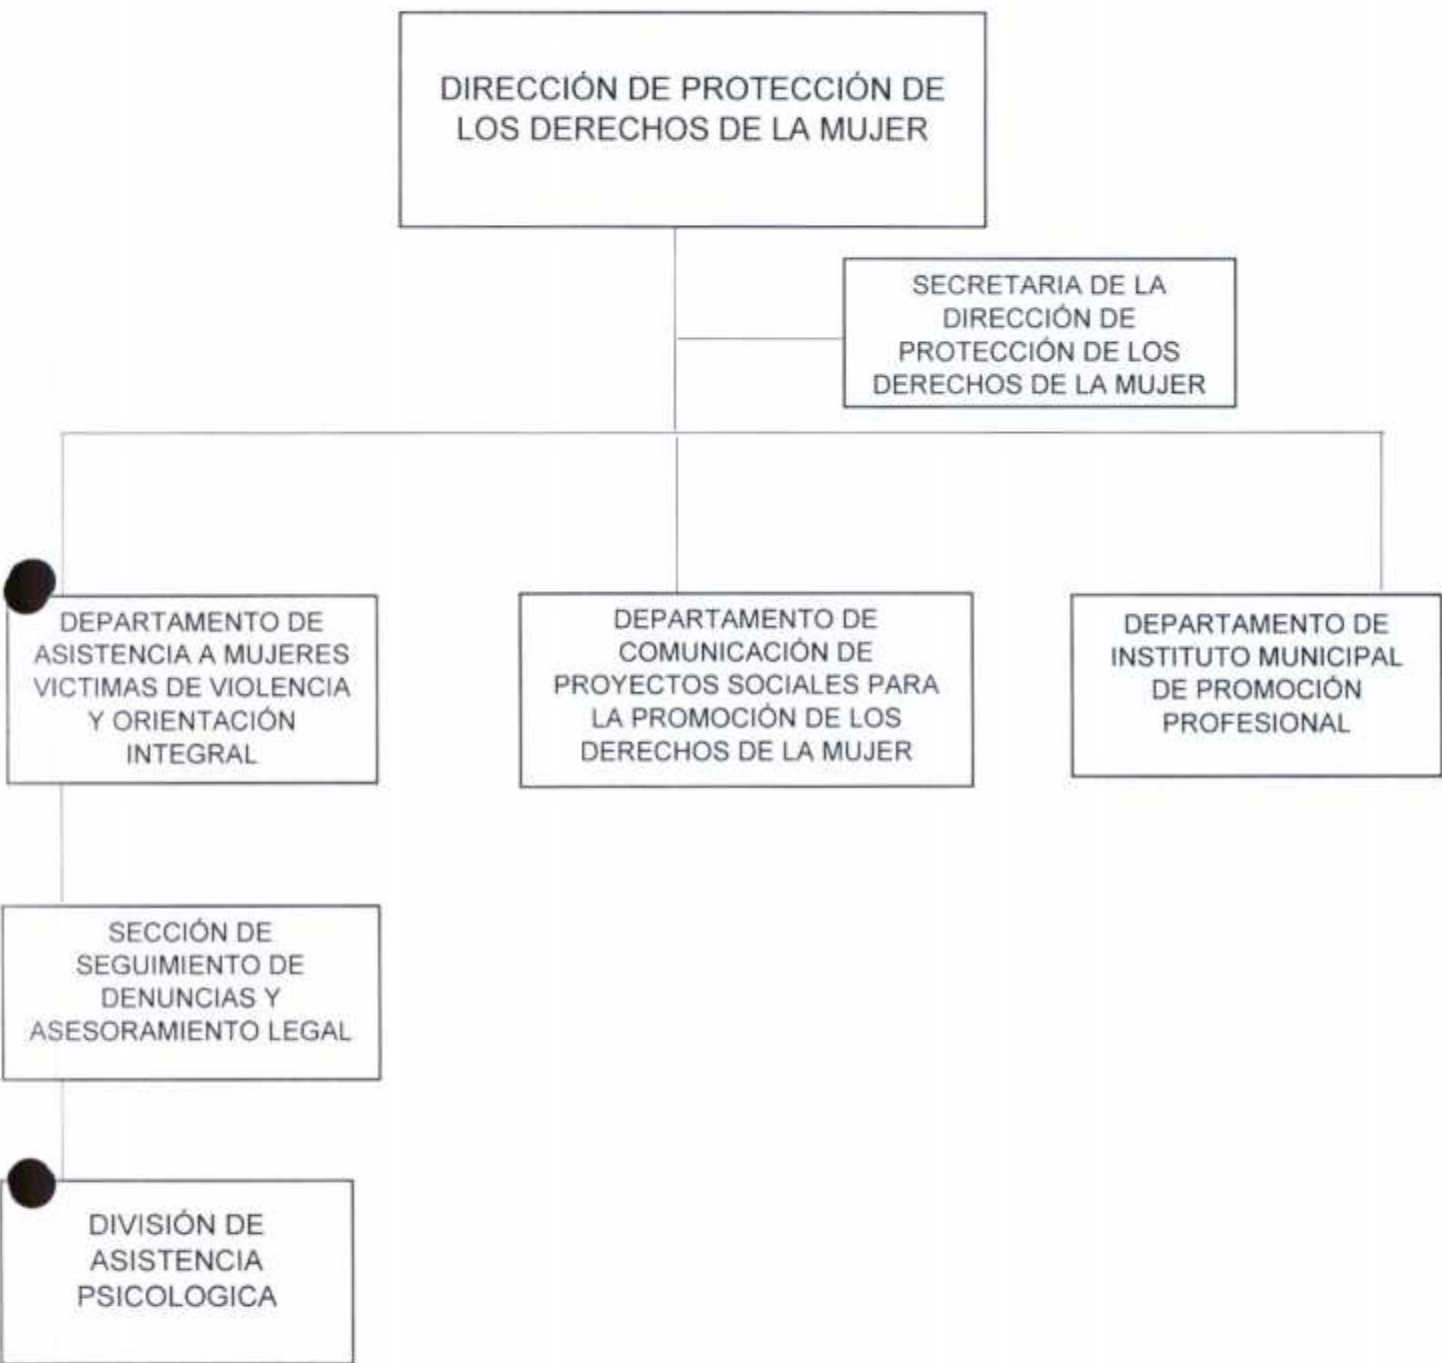 DIRECCIÓN DE PROTECCIÓN DE
LOS DERECHOS DE LA MUJER
SECRETARIA DE LA
DIRECCIÓN DE
PROTECCIÓN DE LOS
DERECHOS DE LA MUJER
DEPARTAMENTO DE
ASISTENCIA A MUJERES
VICTIMAS DE VIOLENCIA
Y ORIENTACIÓN
INTEGRAL
DEPARTAMENTO DE
COMUNICACIÓN DE
PROYECTOS SOCIALES PARA
LA PROMOCIÓN DE LOS
DERECHOS DE LA MUJER
DEPARTAMENTO DE
INSTITUTO MUNICIPAL
DE PROMOCIÓN
PROFESIONAL
SECCIÓN DE
SEGUIMIENTO DE
DENUNCIAS Y
ASESORAMIENTO LEGAL
DIVISIÓN DE
ASISTENCIA
PSICOLOGICA